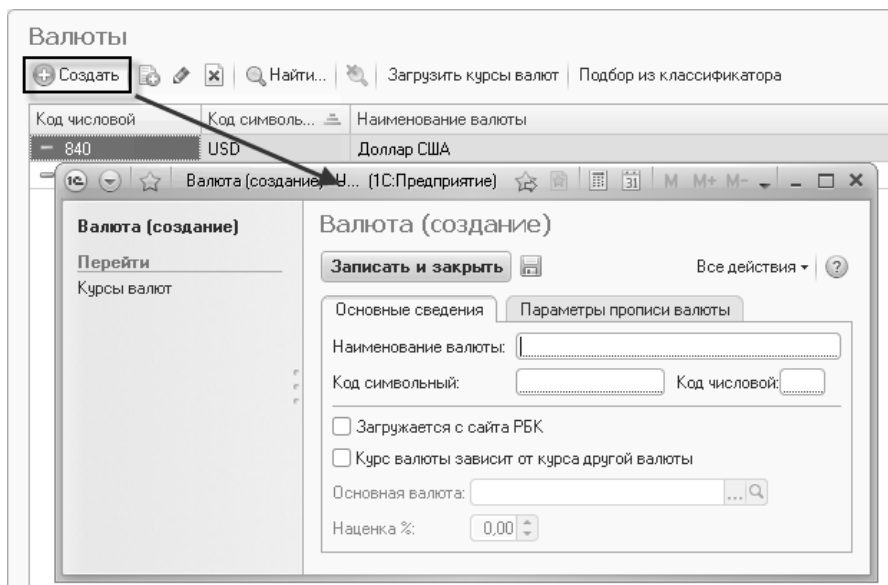 Валюты
Создать Найти... Загрузить курсы валют Подбор из классификатора
Код числовой Код символь... Наименование валюты
840 USD Доллар США
1С Валюта (создание) (1С:Предприятие) 31 M M+ M-
Валюта (создание)
Перейти
Курсы валют
Валюта (создание)
Записать и закрыть Все действия ?
Основные сведения Параметры прописи валюты
Наименование валюты:
Код символьный: Код числовой:
Загружается с сайта РБК
Курс валюты зависит от курса другой валюты
Основная валюта: ...
Наценка %: 0,00